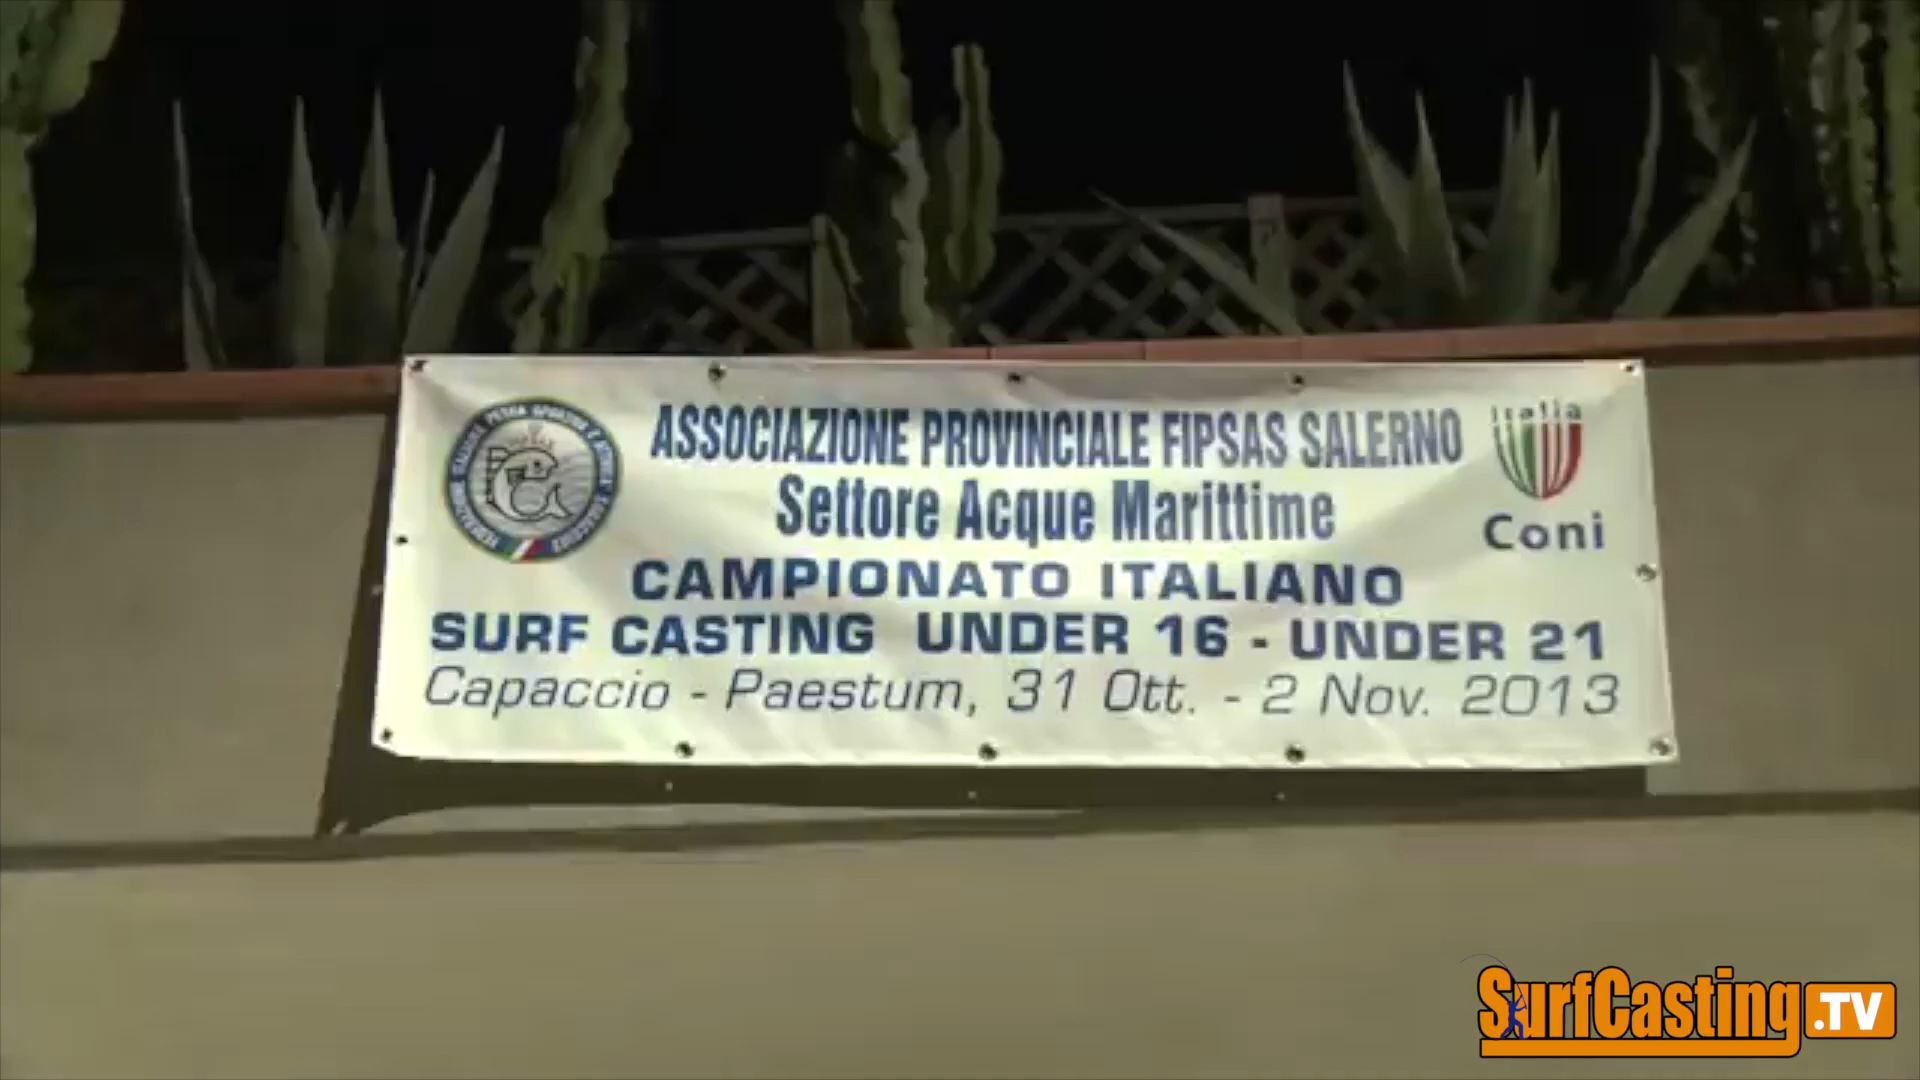 ASSOCIAZIONE PROVINCIALE FIPSAS SALERNO
Settore Acque Marittime
italia
Coni
CAMPIONATO ITALIANO
SURF CASTING UNDER 16 - UNDER 21
Capaccio - Paestum, 31 Ott. - 2 Nov. 2013
SurfCasting.TV